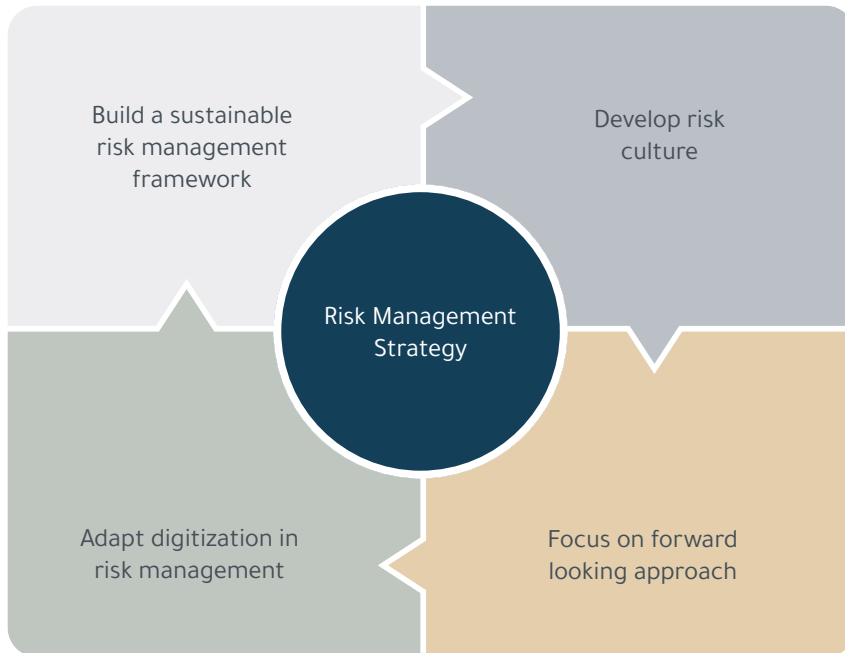 Build a sustainable
risk management
framework
Develop risk
culture
Risk Management
Strategy
Adapt digitization in
risk management
Focus on forward
looking approach